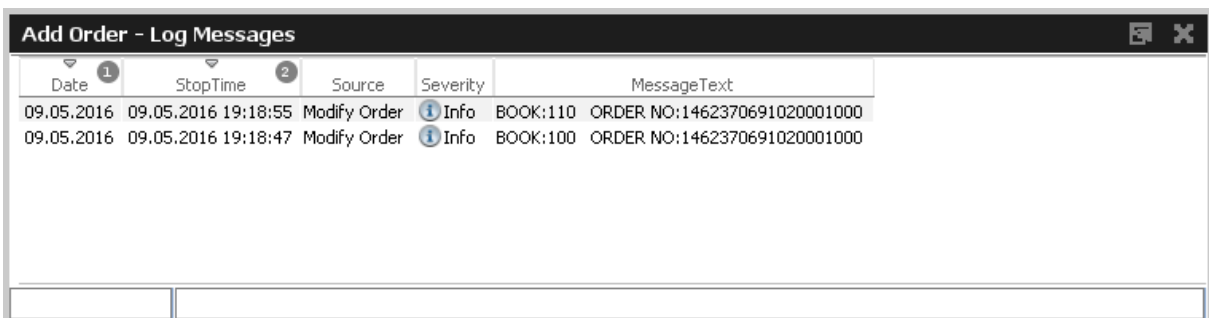 Add Order - Log Messages
Date 1 StopTime 2 Source Severity MessageText
09.05.2016 09.05.2016 19:18:55 Modify Order Info BOOK:110 ORDER NO:1462370691020001000
09.05.2016 09.05.2016 19:18:47 Modify Order Info BOOK:100 ORDER NO:1462370691020001000